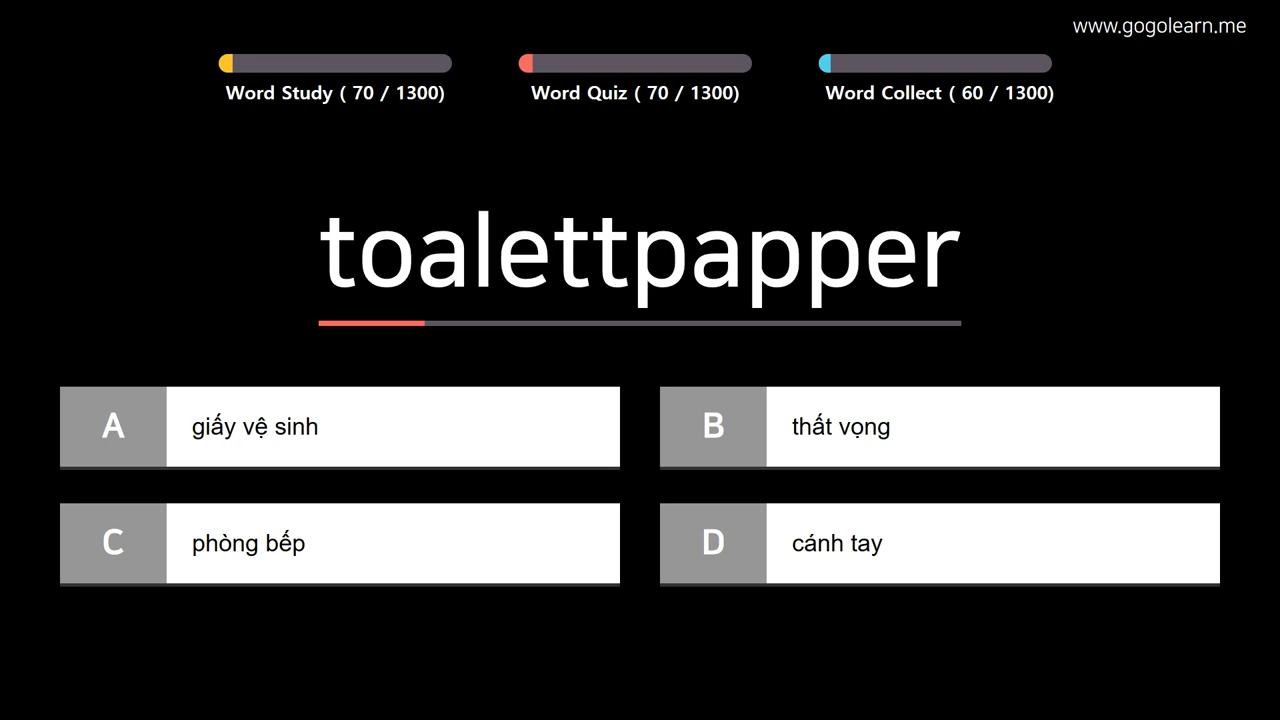 www.gogolearn.me
Word Study ( 70 / 1300)
Word Quiz ( 70 / 1300)
Word Collect ( 60 / 1300)
toalettpapper
A giấy vệ sinh
B thất vọng
C phòng bếp
D cánh tay